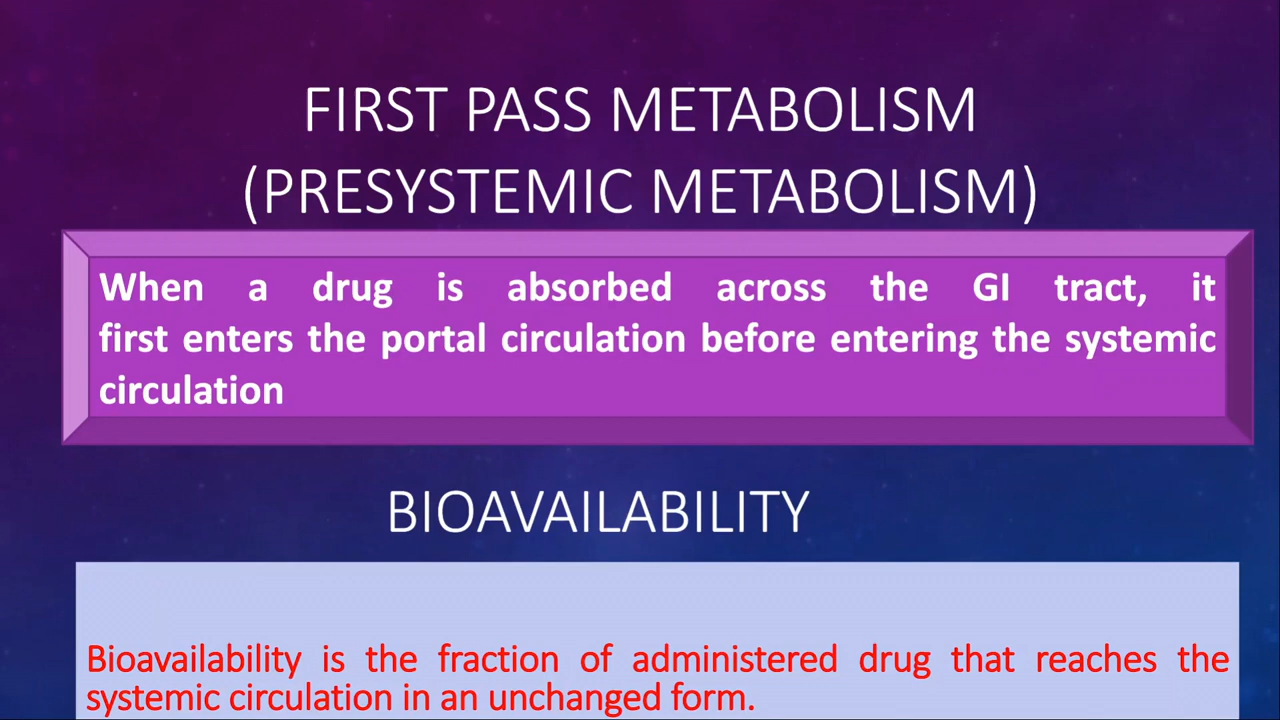 FIRST PASS METABOLISM
(PRESYSTEMIC METABOLISM)
When a drug is absorbed across the GI tract, it
first enters the portal circulation before entering the systemic
circulation
BIOAVAILABILITY
Bioavailability is the fraction of administered drug that reaches the
systemic circulation in an unchanged form.